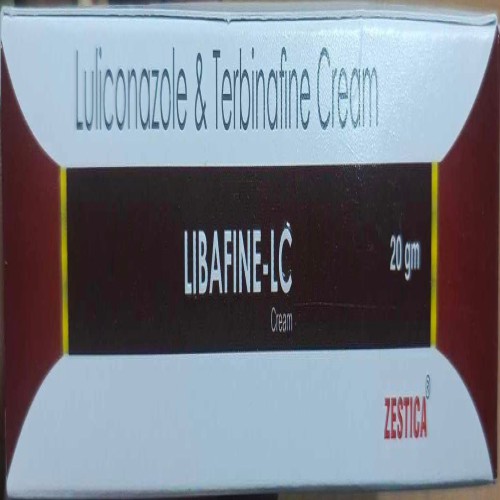 Luliconazole & Terbinafine Cream
LIBAFINE-LC
20 gm
Cream
ZESTICA®